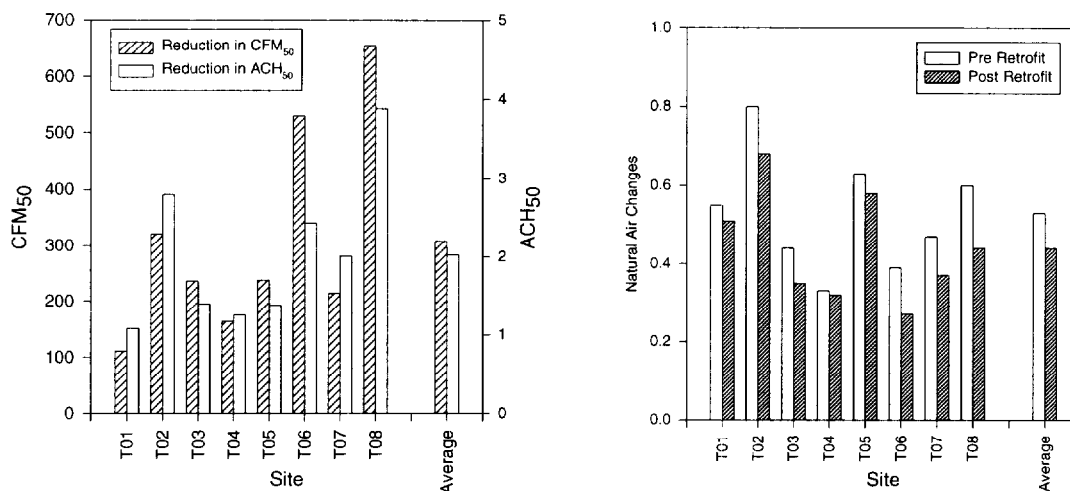 700
600
500
400
300
200
100
0
CFM50
Reduction in CFM50
Reduction in ACH50
5
4
3
2
1
0
ACH50
T01 T02 T03 T04 T05 T06 T07 T08 Average
Site
1.0
0.8
0.6
0.4
0.2
0.0
Natural Air Changes
Pre Retrofit
Post Retrofit
T01 T02 T03 T04 T05 T06 T07 T08 Average
Site